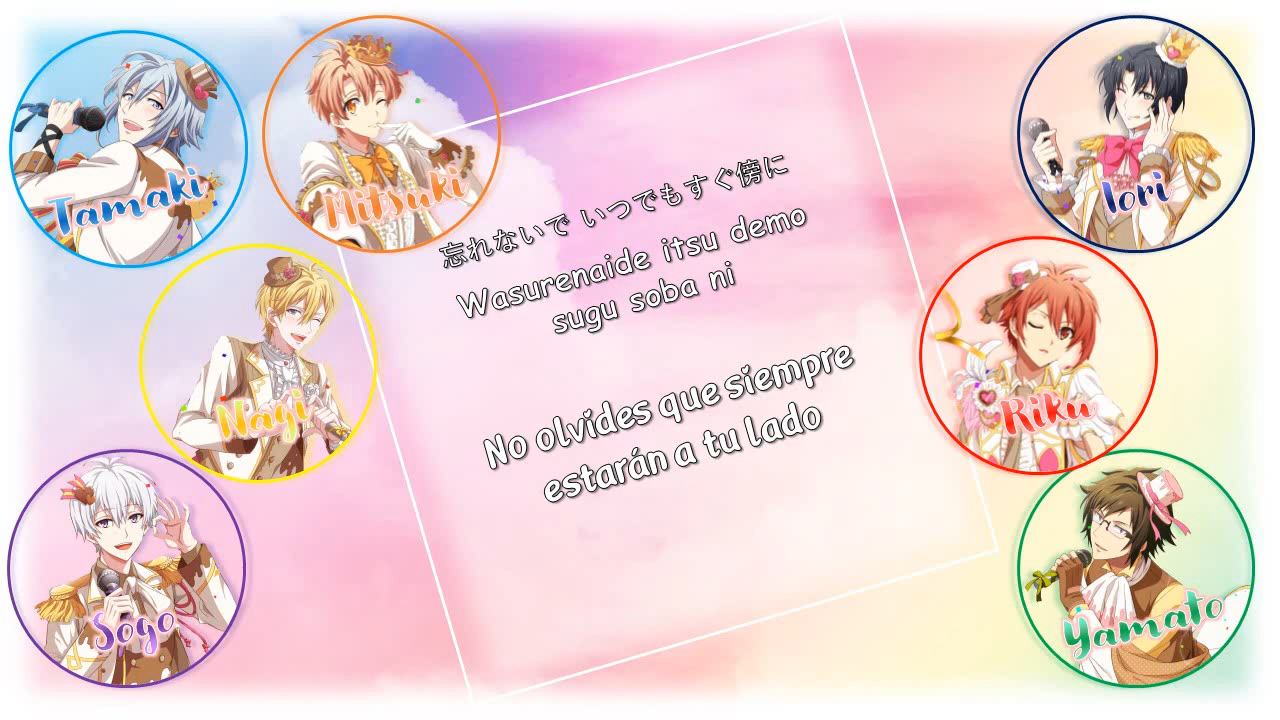 Tamaki
Mitsuki
Iori
忘れないで いつでもすぐ傍に
Wasurenaide itsu demo
sugu soba ni
No olvides que siempre
estarán a tu lado
Nagi
Riku
Sogo
Yamato